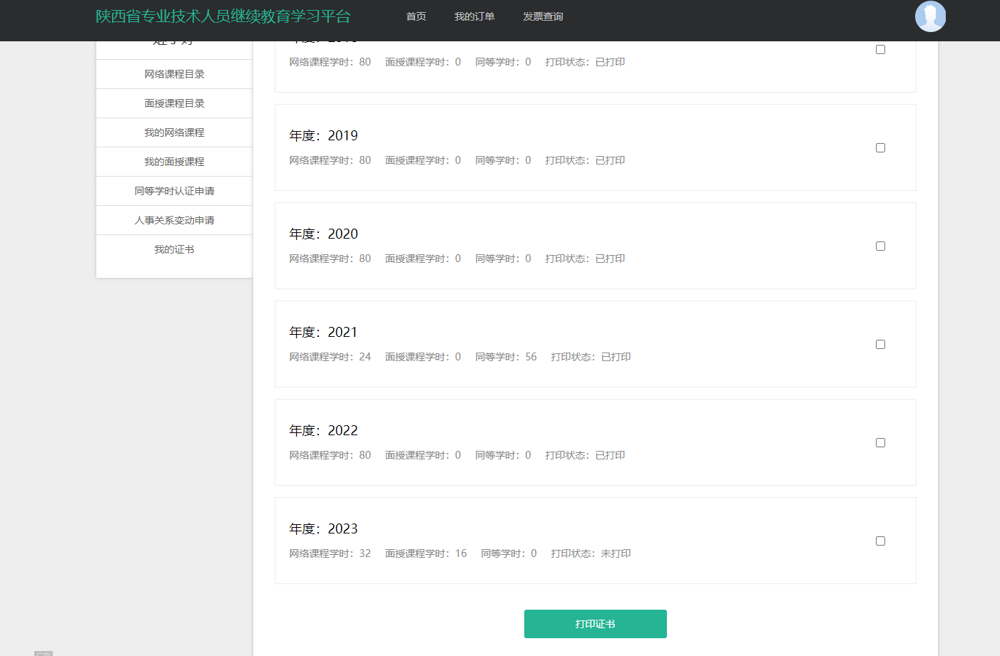 陕西省专业技术人员继续教育学习平台 首页 我的订单 发票查询
网络课程目录
面授课程目录
我的网络课程
我的面授课程
同等学时认证申请
人事关系变动申请
我的证书
网络课程学时：80 面授课程学时：0 同等学时：0 打印状态：已打印
年度：2019
网络课程学时：80 面授课程学时：0 同等学时：0 打印状态：已打印
年度：2020
网络课程学时：80 面授课程学时：0 同等学时：0 打印状态：已打印
年度：2021
网络课程学时：24 面授课程学时：0 同等学时：56 打印状态：已打印
年度：2022
网络课程学时：80 面授课程学时：0 同等学时：0 打印状态：已打印
年度：2023
网络课程学时：32 面授课程学时：16 同等学时：0 打印状态：未打印
打印证书